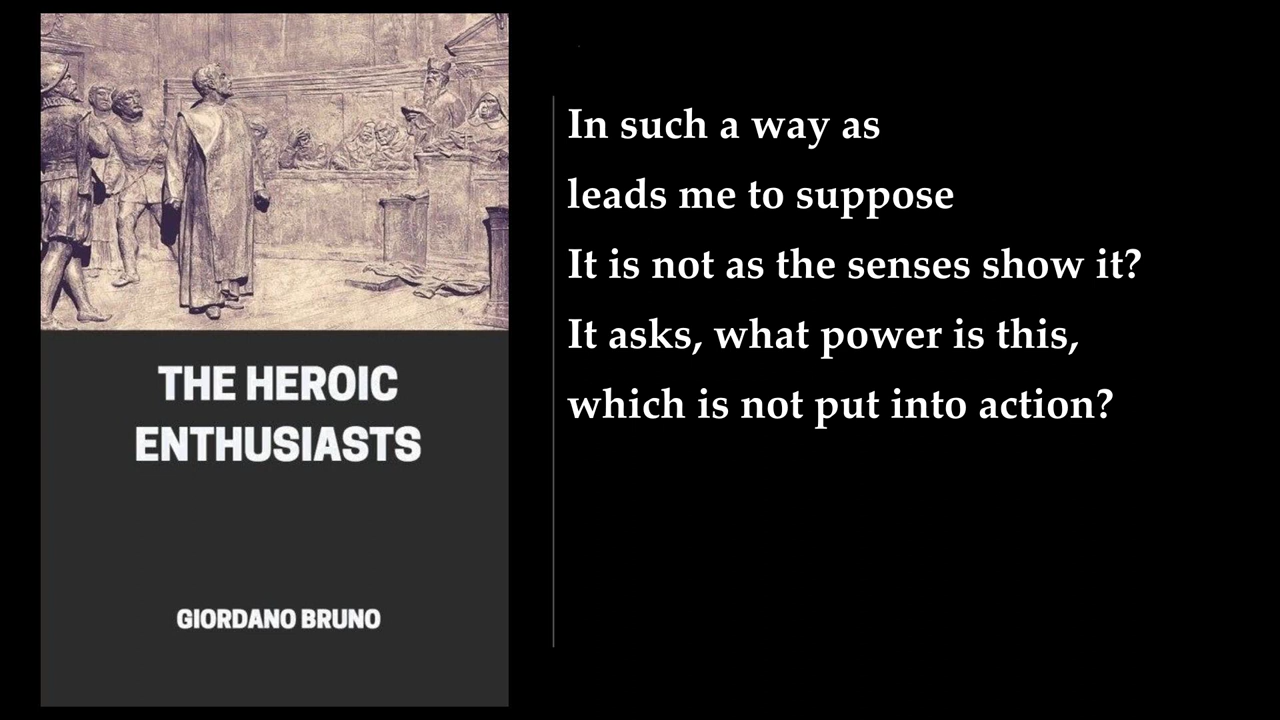 THE HEROIC
ENTHUSIASTS
GIORDANO BRUNO
In such a way as
leads me to suppose
It is not as the senses show it?
It asks, what power is this,
which is not put into action?